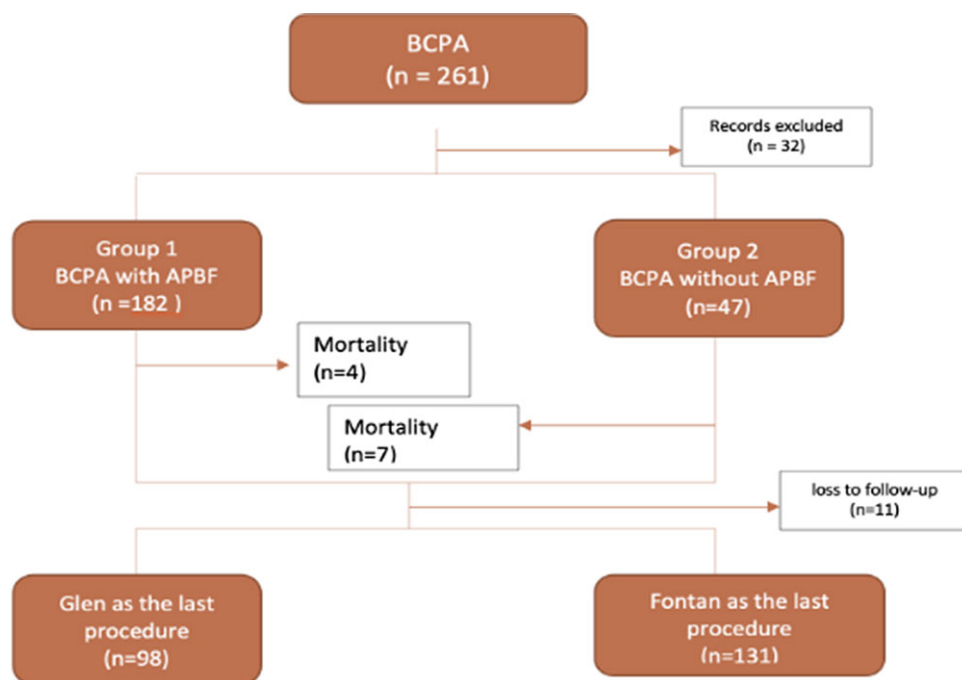 BCPA
(n = 261)
Records excluded
(n = 32)
Group 1
BCPA with APBF
(n =182 )
Group 2
BCPA without APBF
(n=47)
Mortality
(n=4)
Mortality
(n=7)
loss to follow-up
(n=11)
Glen as the last
procedure
(n=98)
Fontan as the last
procedure
(n=131)